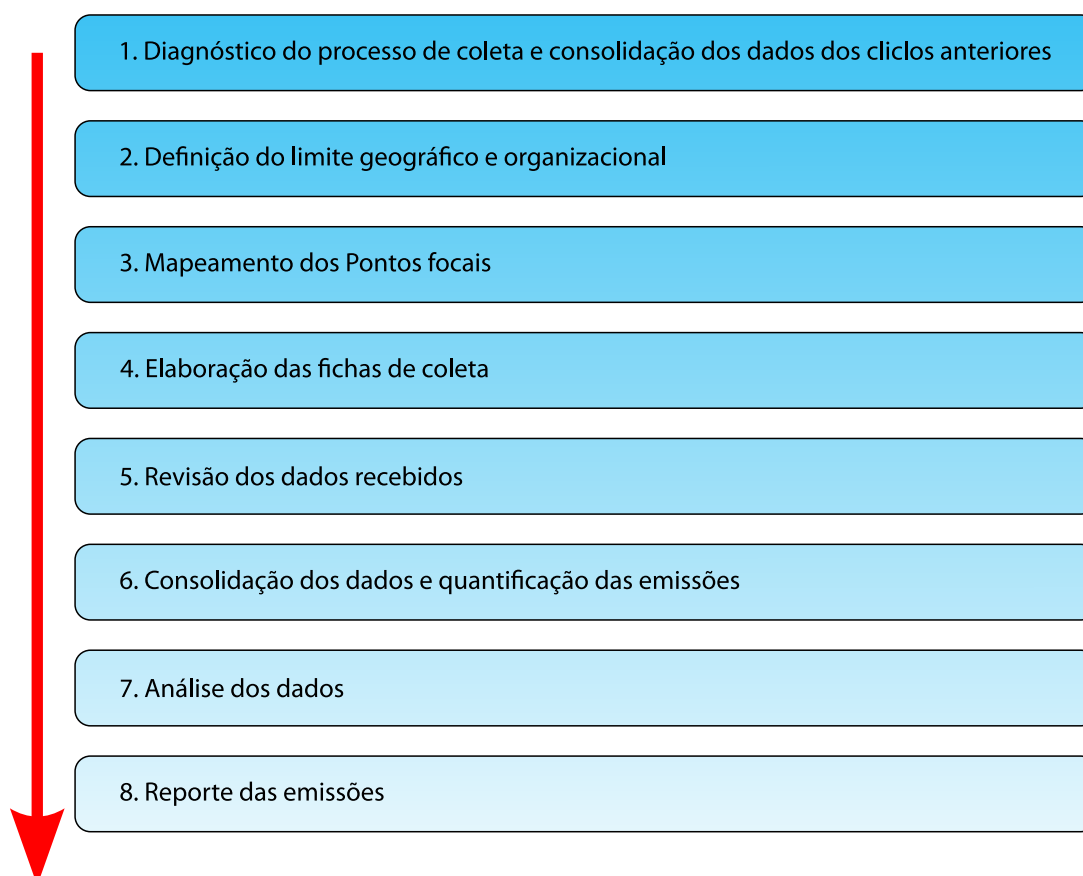 1. Diagnóstico do processo de coleta e consolidação dos dados dos cliclos anteriores
2. Definição do limite geográfico e organizacional
3. Mapeamento dos Pontos focais
4. Elaboração das fichas de coleta
5. Revisão dos dados recebidos
6. Consolidação dos dados e quantificação das emissões
7. Análise dos dados
8. Reporte das emissões